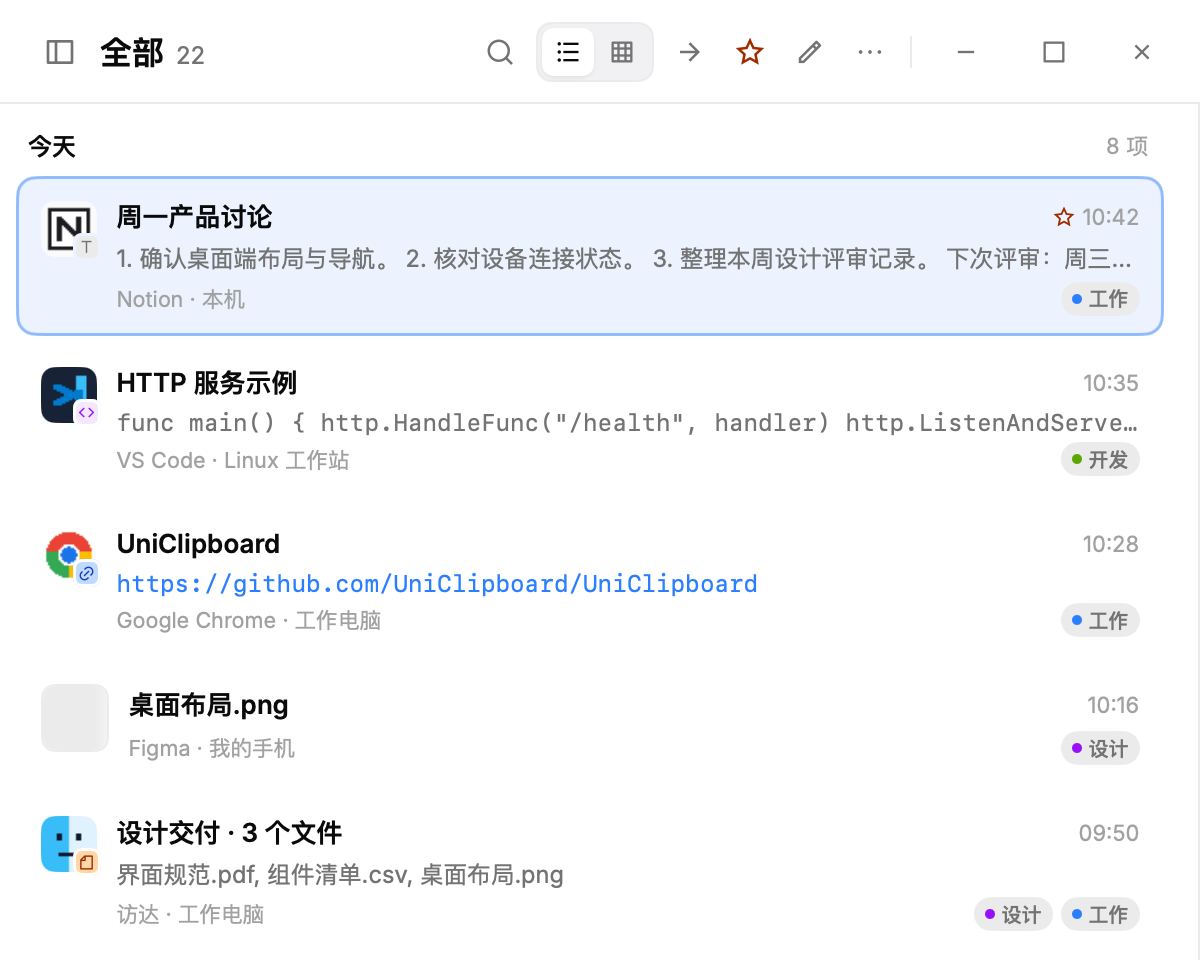 全部 22
今天 8 项
周一产品讨论 10:42
T
1. 确认桌面端布局与导航。 2. 核对设备连接状态。 3. 整理本周设计评审记录。 下次评审：周三...
Notion · 本机 工作
HTTP 服务示例 10:35
func main() { http.HandleFunc("/health", handler) http.ListenAndServe…
VS Code · Linux 工作站 开发
UniClipboard 10:28
https://github.com/UniClipboard/UniClipboard
Google Chrome · 工作电脑 工作
桌面布局.png 10:16
Figma · 我的手机 设计
设计交付 · 3 个文件 09:50
界面规范.pdf, 组件清单.csv, 桌面布局.png
访达 · 工作电脑 设计 工作